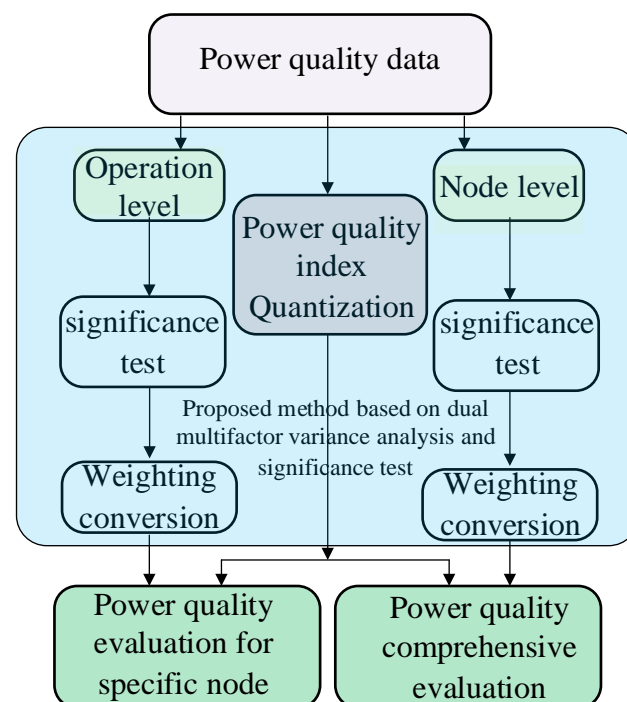 Power quality data
Operation
level
Node level
Power quality
index
Quantization
significance
test
significance
test
Proposed method based on dual
multifactor variance analysis and
significance test
Weighting
conversion
Weighting
conversion
Power quality
evaluation for
specific node
Power quality
comprehensive
evaluation